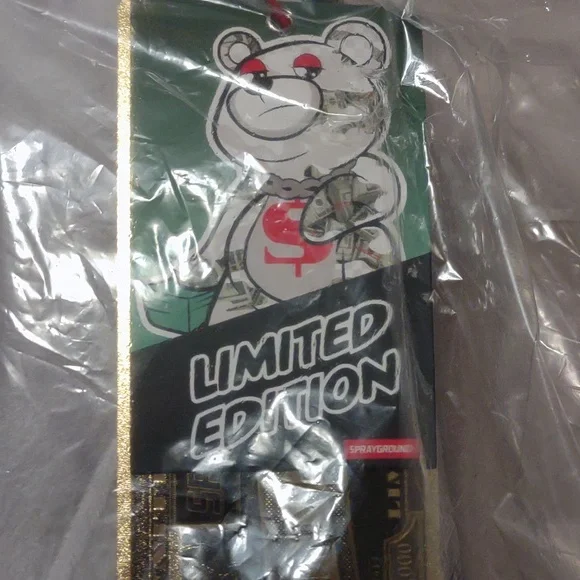 $
LIMITED
EDITION
SPRAYGROUND